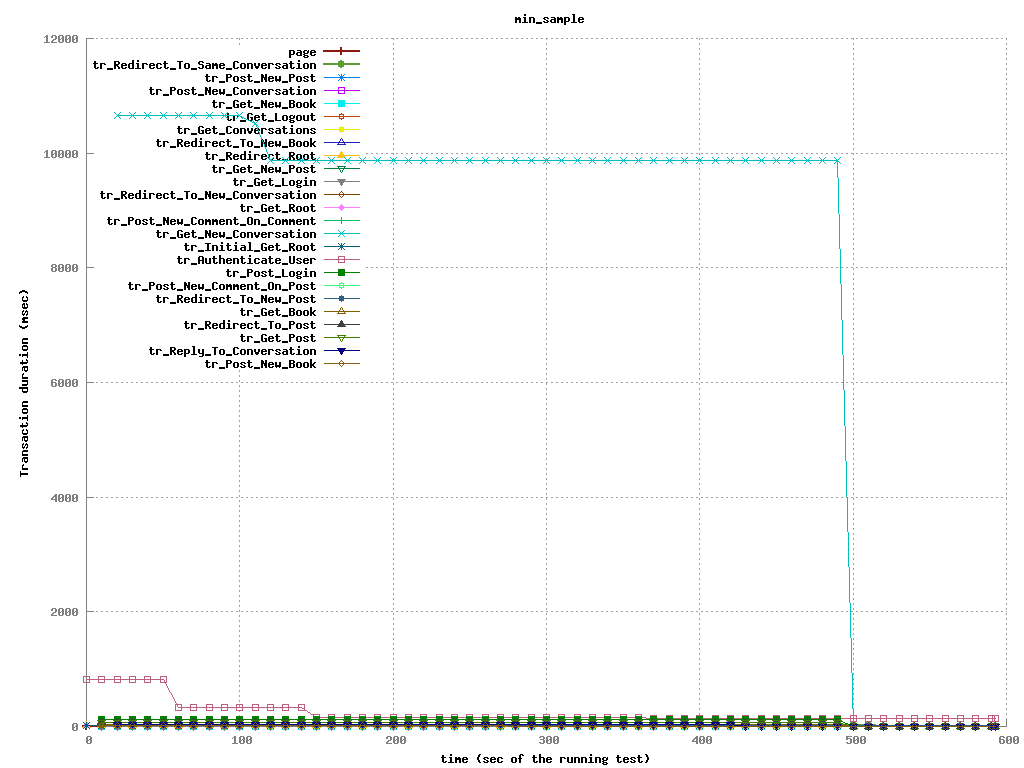 min_sample
12000
10000
8000
6000
4000
2000
0
Transaction duration (msec)
page
tr_Redirect_To_Same_Conversation
tr_Post_New_Post
tr_Post_New_Conversation
tr_Get_New_Book
tr_Get_Logout
tr_Get_Conversations
tr_Redirect_To_New_Book
tr_Redirect_Root
tr_Get_New_Post
tr_Get_Login
tr_Redirect_To_New_Conversation
tr_Get_Root
tr_Post_New_Comment_On_Comment
tr_Get_New_Conversation
tr_Initial_Get_Root
tr_Authenticate_User
tr_Post_Login
tr_Post_New_Comment_On_Post
tr_Redirect_To_New_Post
tr_Get_Book
tr_Redirect_To_Post
tr_Get_Post
tr_Reply_To_Conversation
tr_Post_New_Book
0 100 200 300 400 500 600
time (sec of the running test)